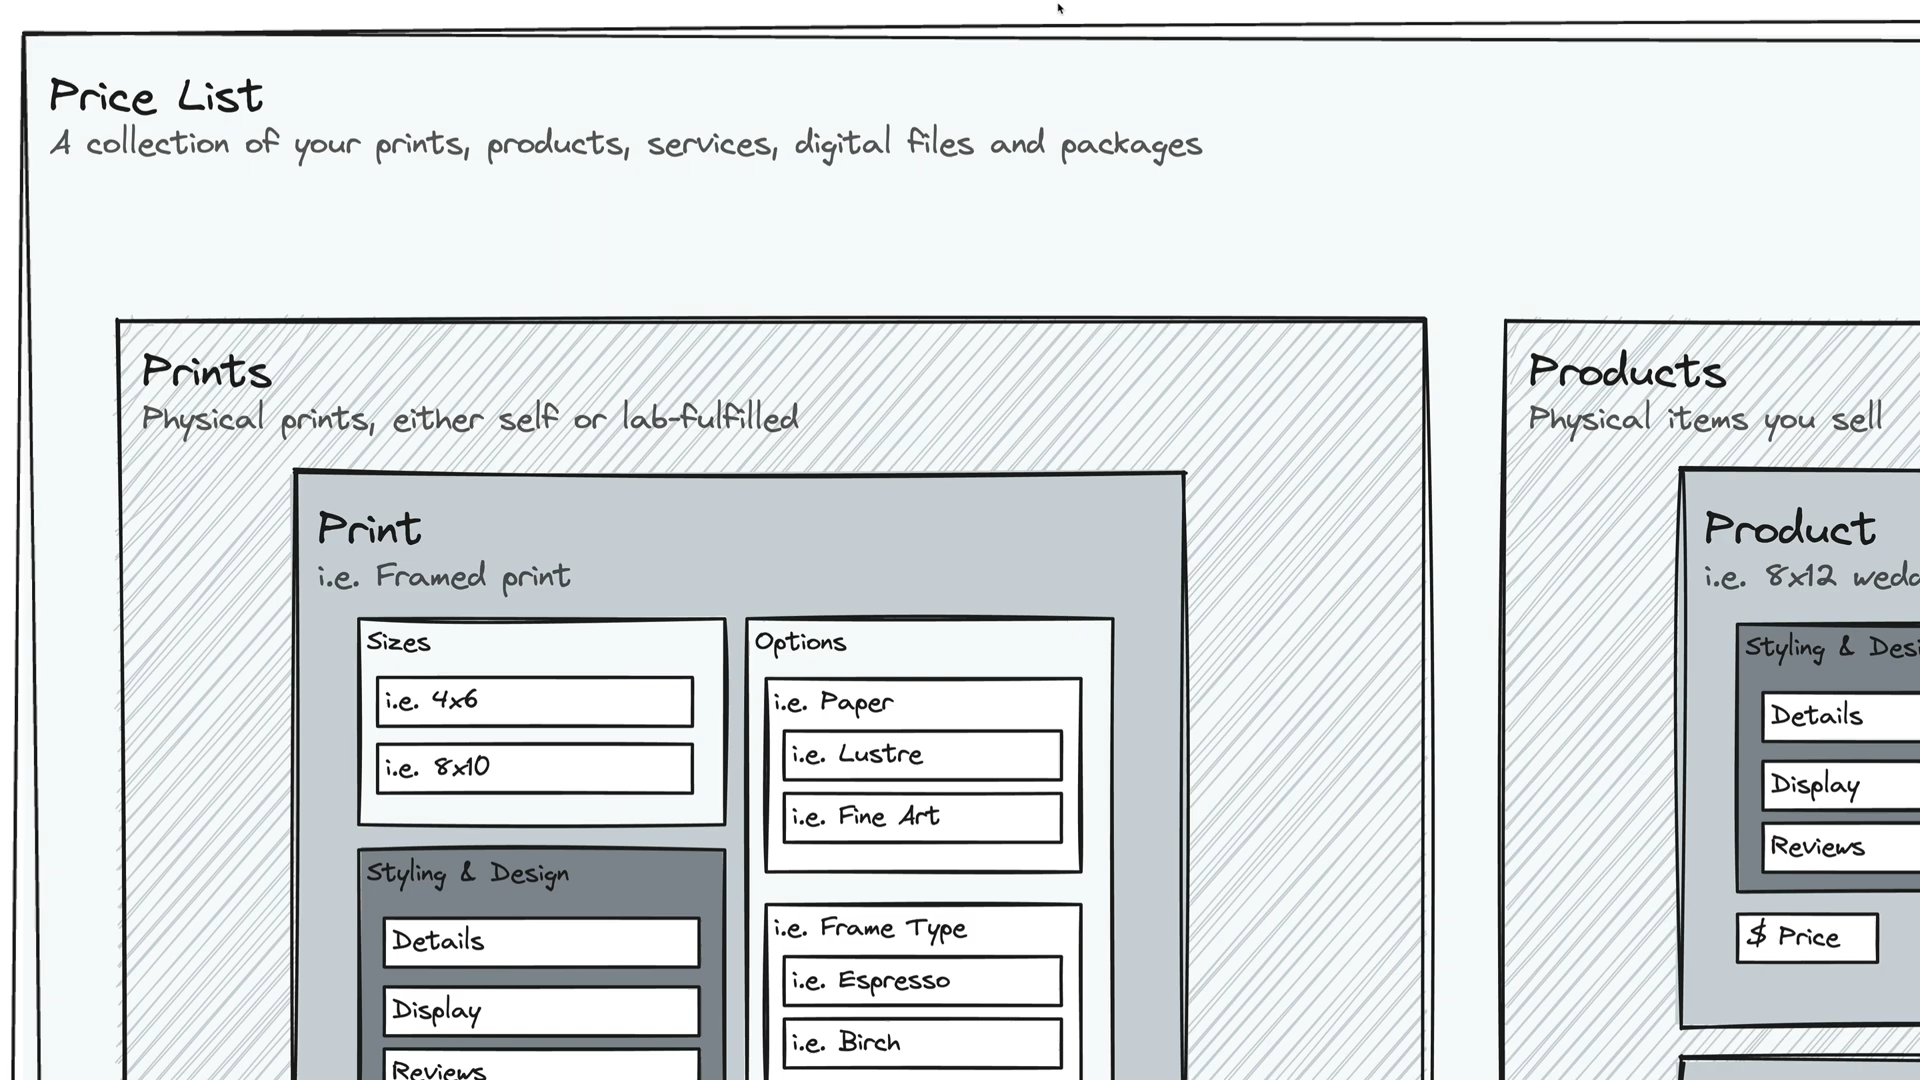 Price List
A collection of your prints, products, services, digital files and packages
Prints
Physical prints, either self or lab-fulfilled
Print
i.e. Framed print
Sizes
i.e. 4x6
i.e. 8x10
Styling & Design
Details
Display
Reviews
Options
i.e. Paper
i.e. Lustre
i.e. Fine Art
i.e. Frame Type
i.e. Espresso
i.e. Birch
Products
Physical items you sell
Product
i.e. 8x12
Styling &
Details
Display
Reviews
$ Price